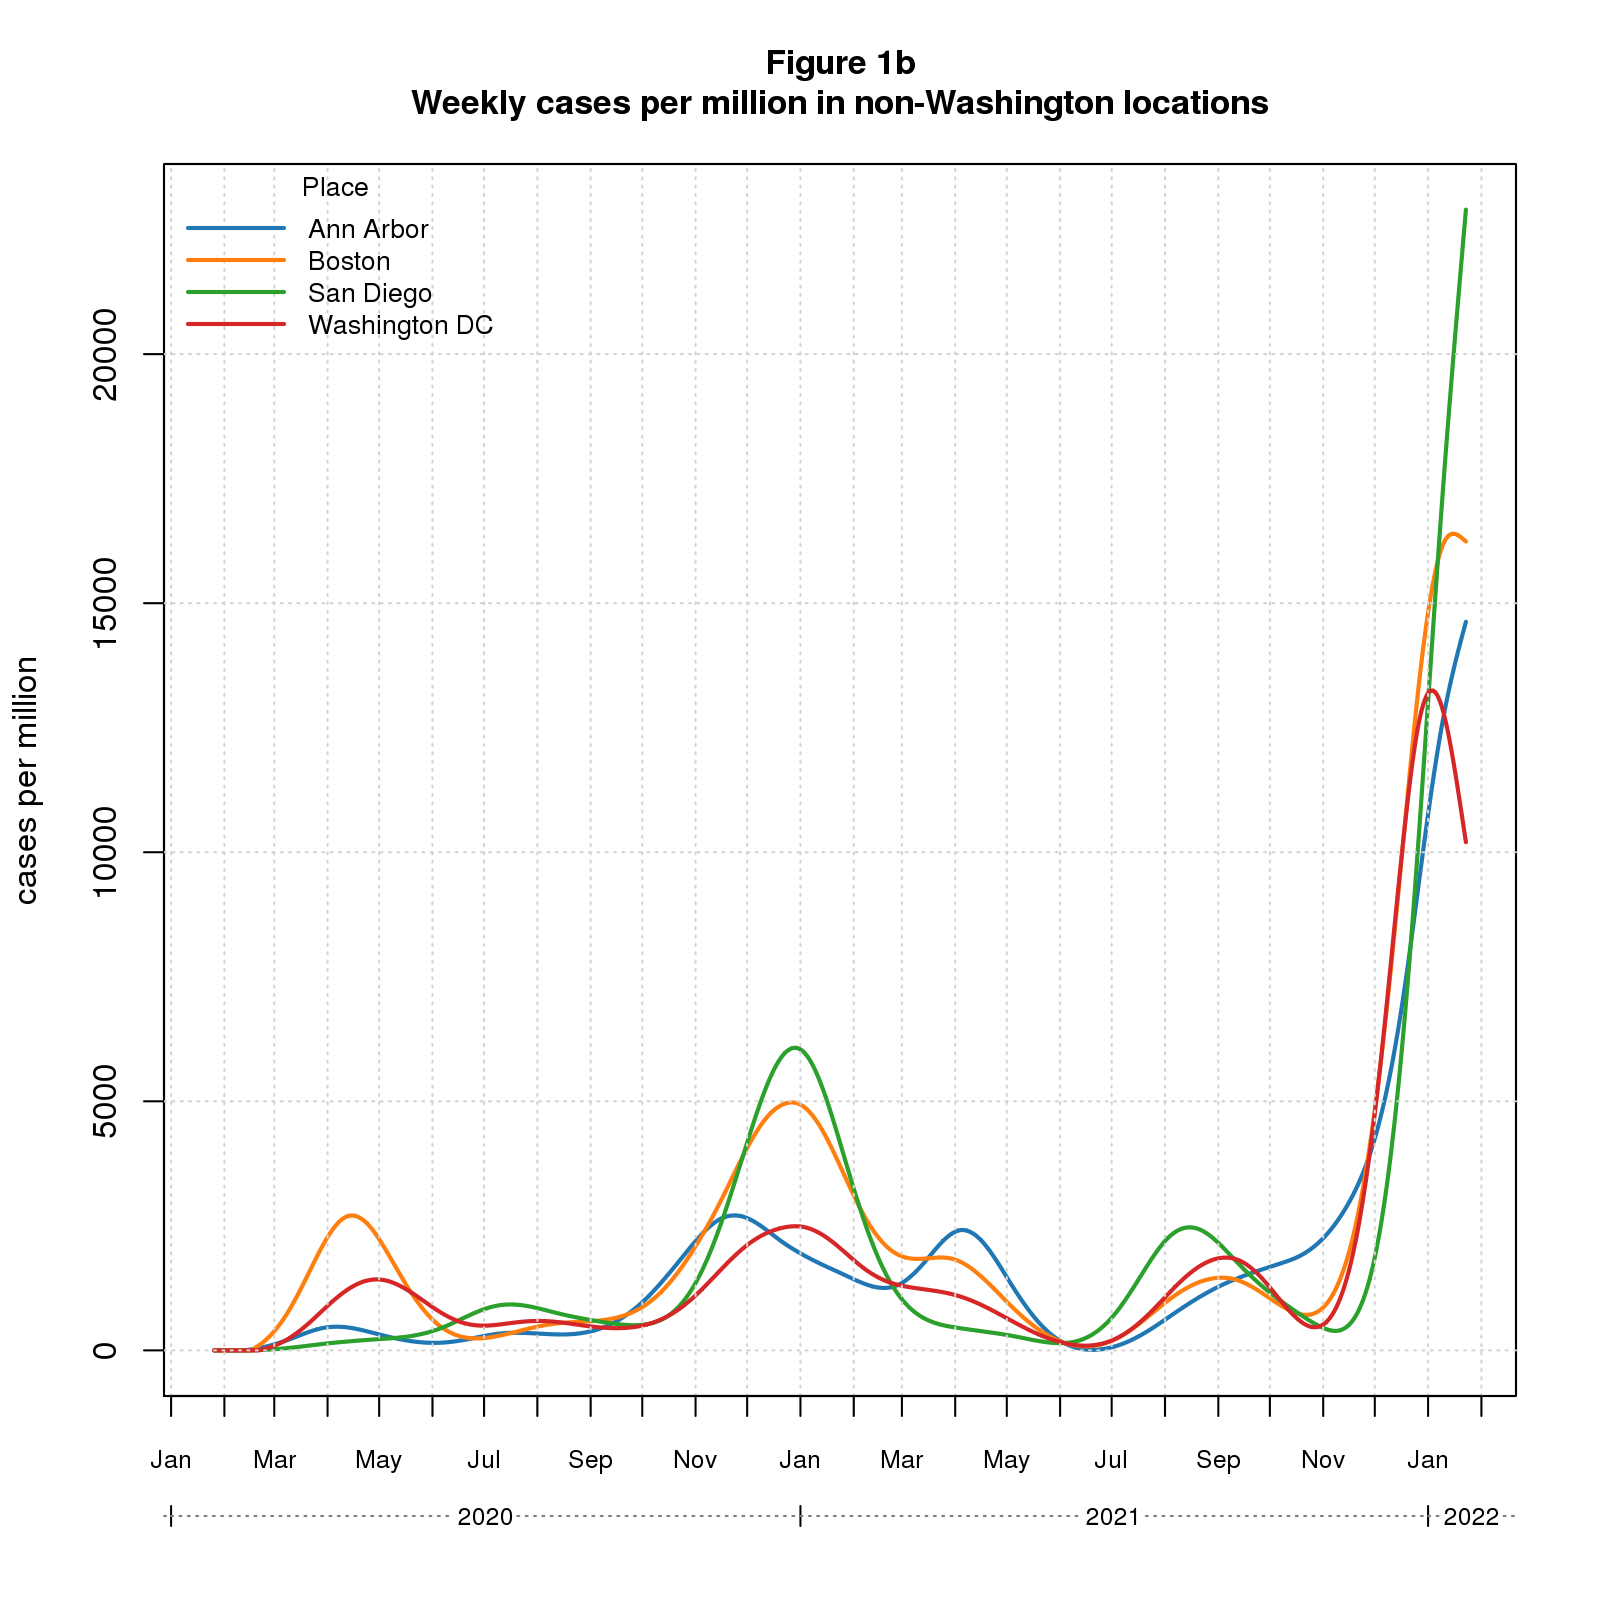 Figure 1b
Weekly cases per million in non-Washington locations
Place
Ann Arbor
Boston
San Diego
Washington DC
cases per million
20000
15000
10000
5000
0
Jan Mar May Jul Sep Nov Jan Mar May Jul Sep Nov Jan
2020 2021 2022